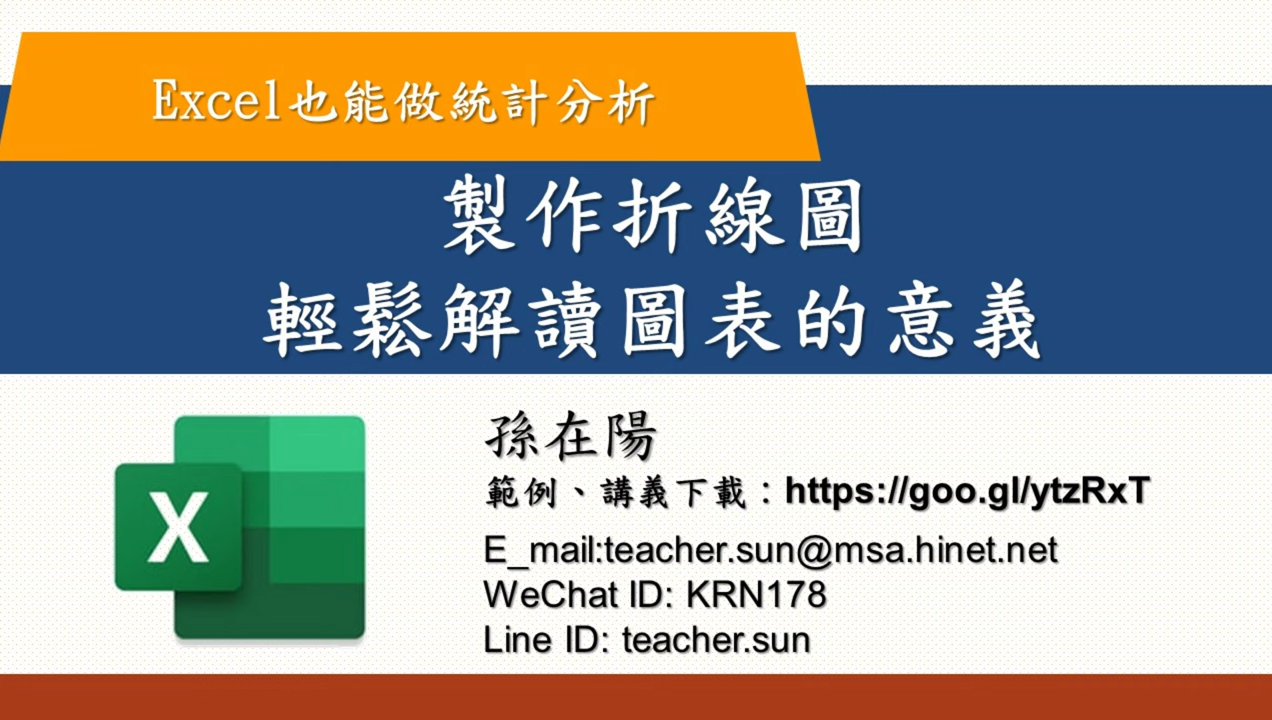 Excel也能做統計分析
製作折線圖
輕鬆解讀圖表的意義
X
孫在陽
範例、講義下載：https://goo.gl/ytzRxT
E_mail:teacher.sun@msa.hinet.net
WeChat ID: KRN178
Line ID: teacher.sun